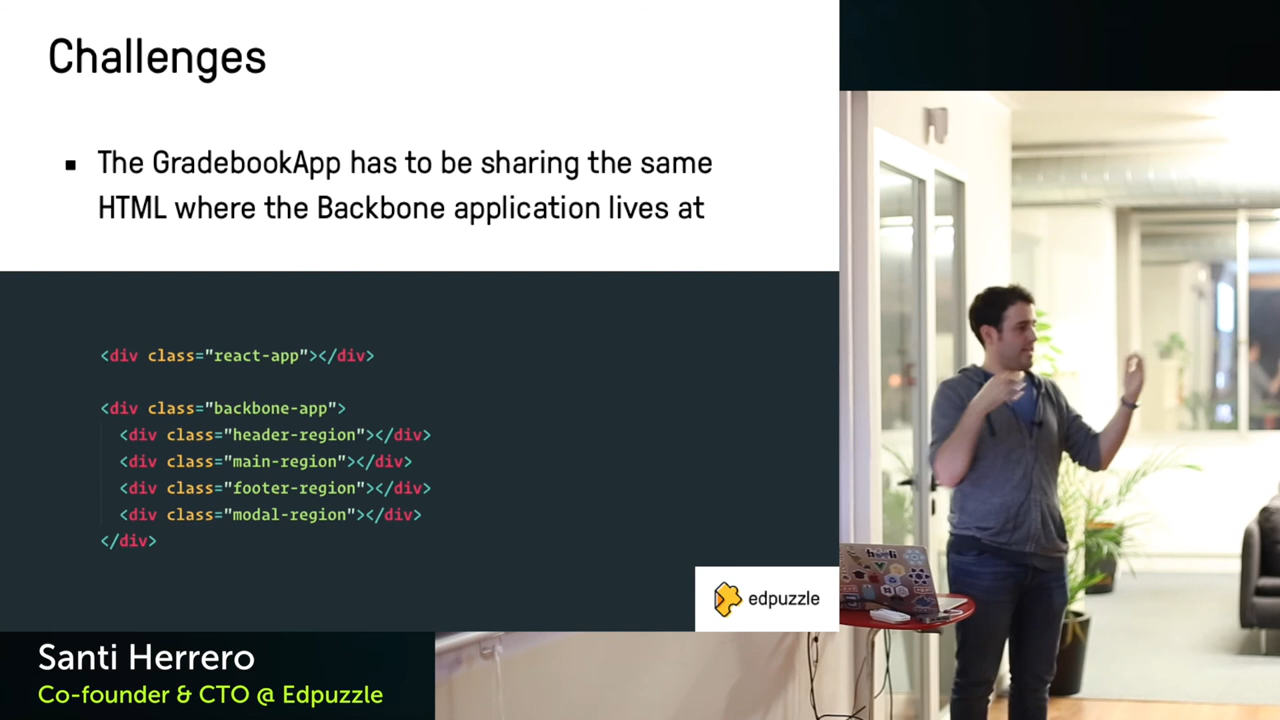 Challenges
▪ The GradebookApp has to be sharing the same
HTML where the Backbone application lives at
<div class="react-app"></div>
<div class="backbone-app">
<div class="header-region"></div>
<div class="main-region"></div>
<div class="footer-region"></div>
<div class="modal-region"></div>
</div>
edpuzzle
Santi Herrero
Co-founder & CTO @ Edpuzzle